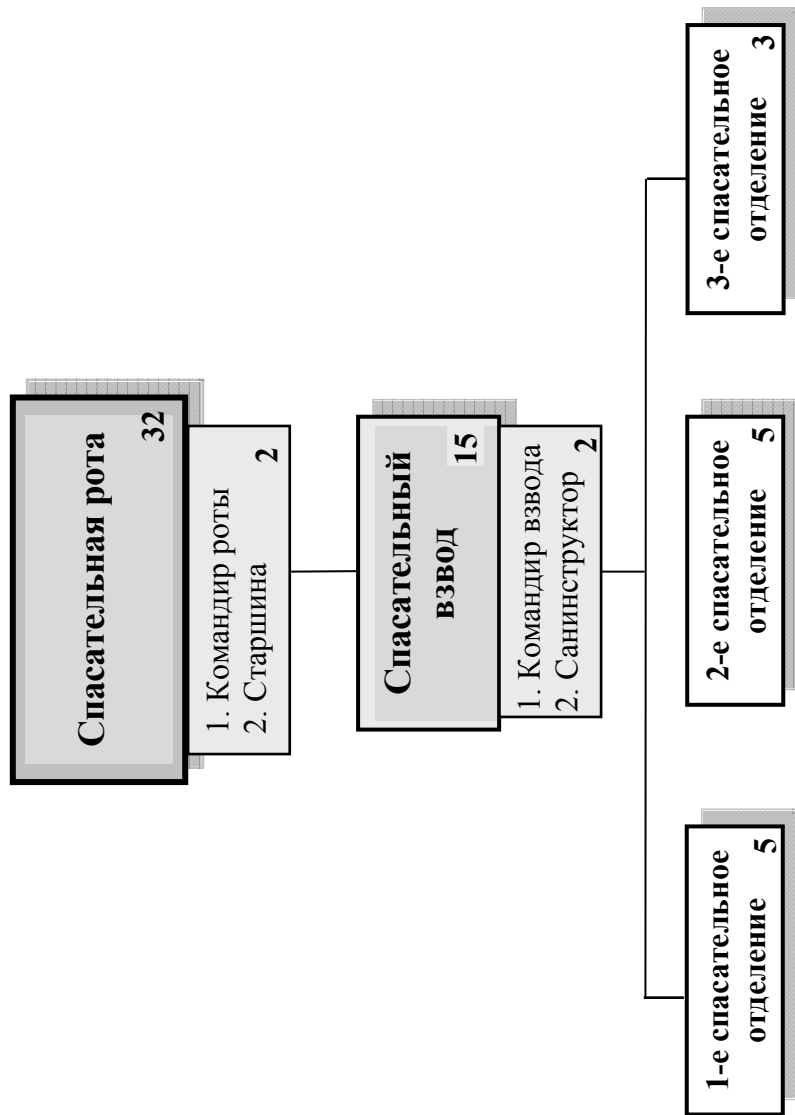 Спасательная рота
32
1. Командир роты
2. Старшина
2
Спасательный
взвод
15
1. Командир взвода
2. Санинструктор
2
1-е спасательное
отделение
5
2-е спасательное
отделение
5
3-е спасательное
отделение
3